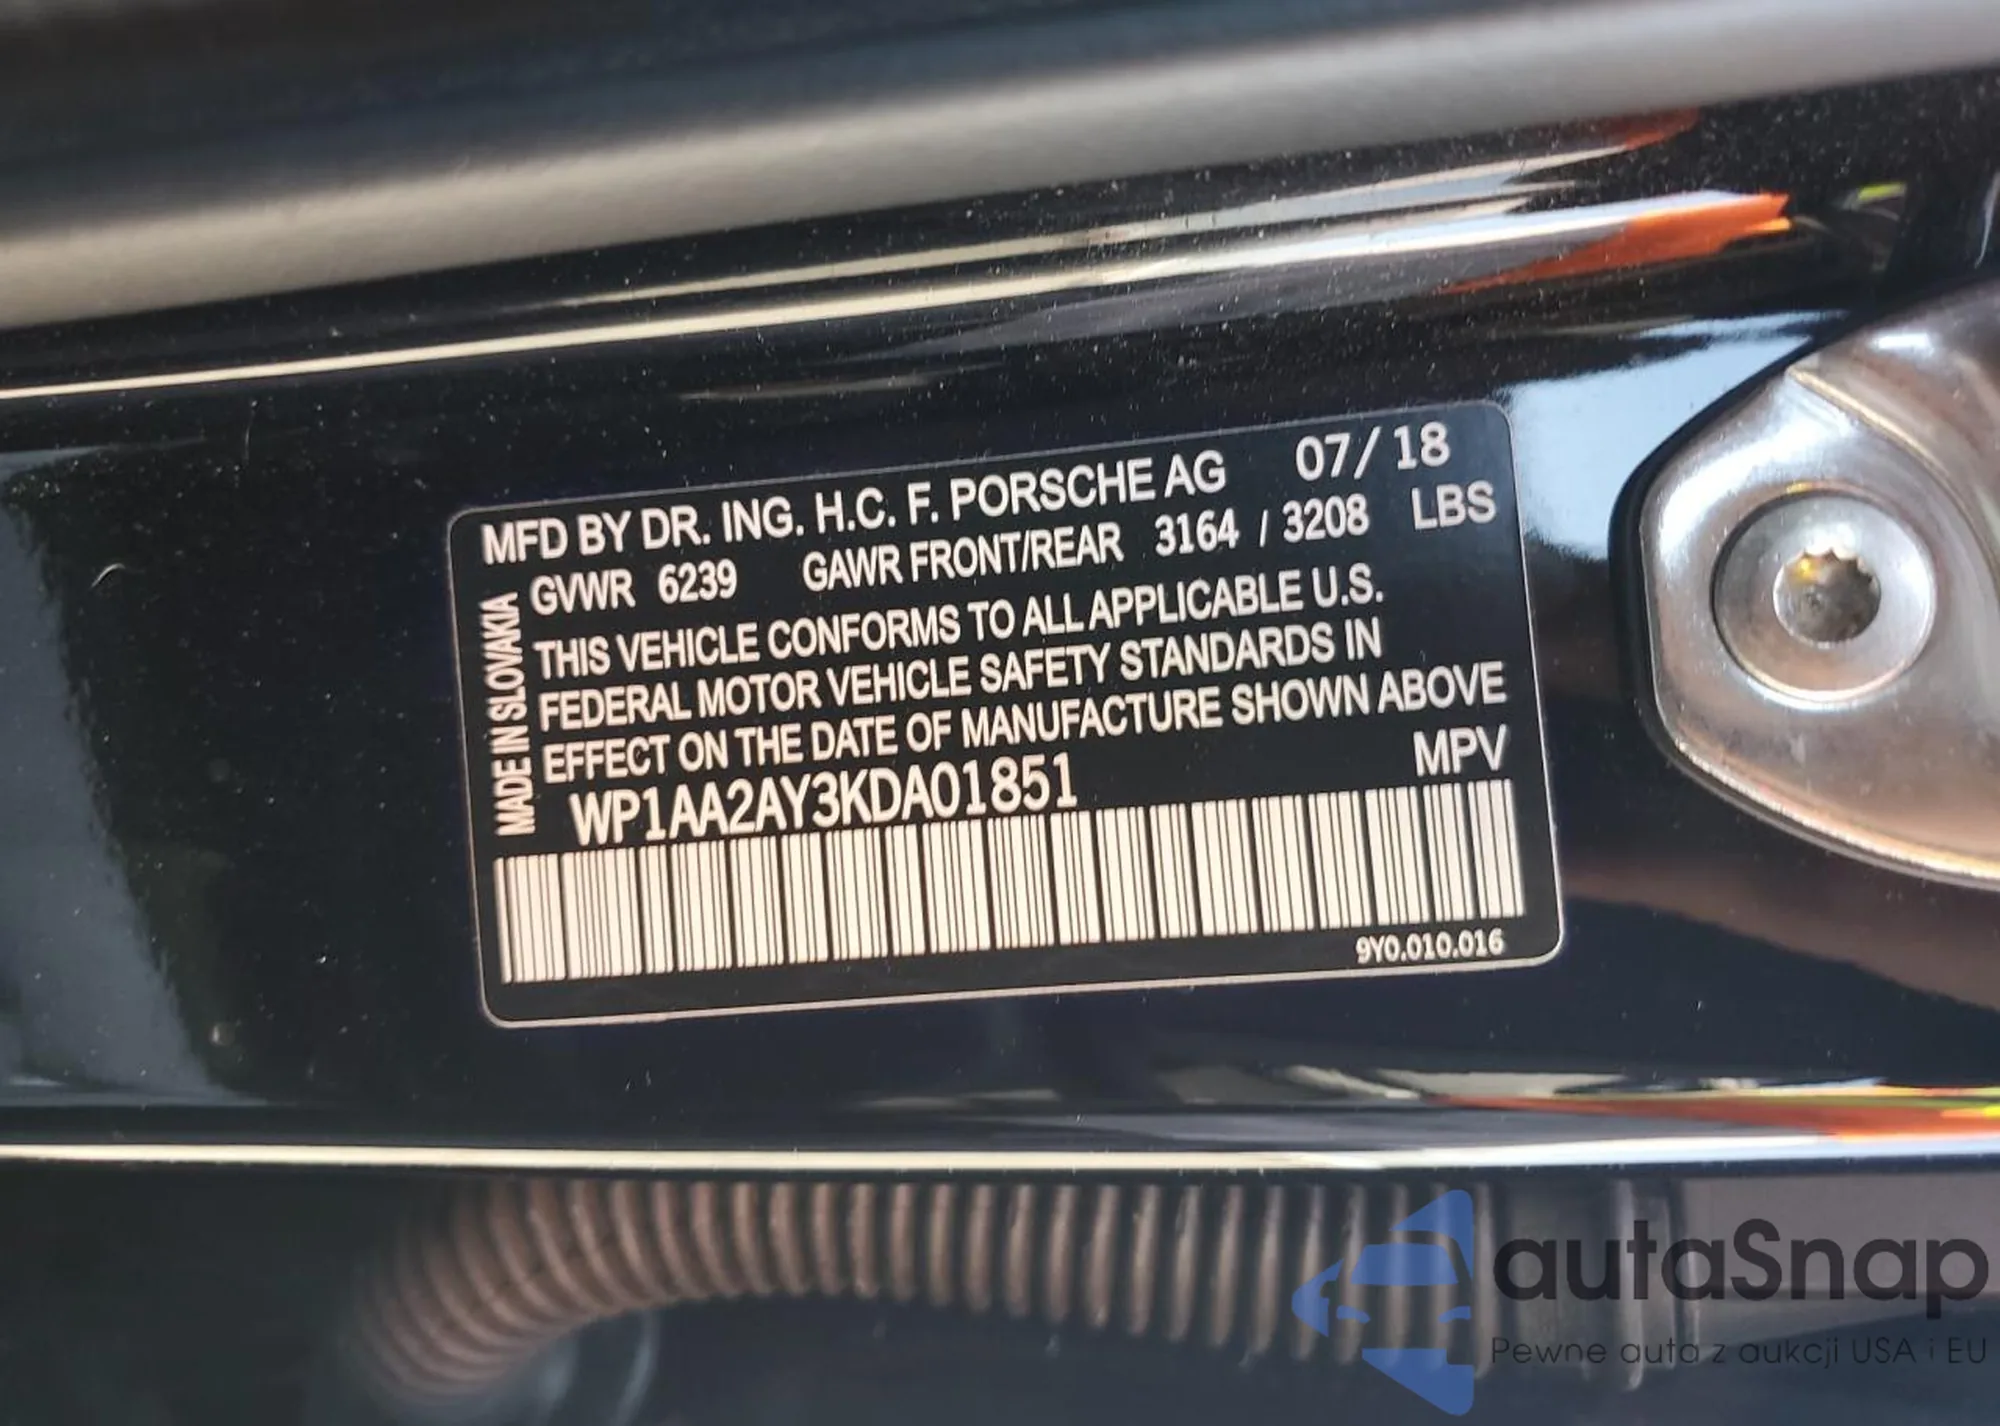 MFD BY DR. ING. H.C. F. PORSCHE AG 07/18
GVWR 6239 GAWR FRONT/REAR 3164 / 3208 LBS
MADE IN SLOVAKIA
THIS VEHICLE CONFORMS TO ALL APPLICABLE U.S.
FEDERAL MOTOR VEHICLE SAFETY STANDARDS IN
EFFECT ON THE DATE OF MANUFACTURE SHOWN ABOVE
WP1AA2AY3KDA01851 MPV
9Y0.010.016
autaSnap
Pewne auta z aukcji USA i EU